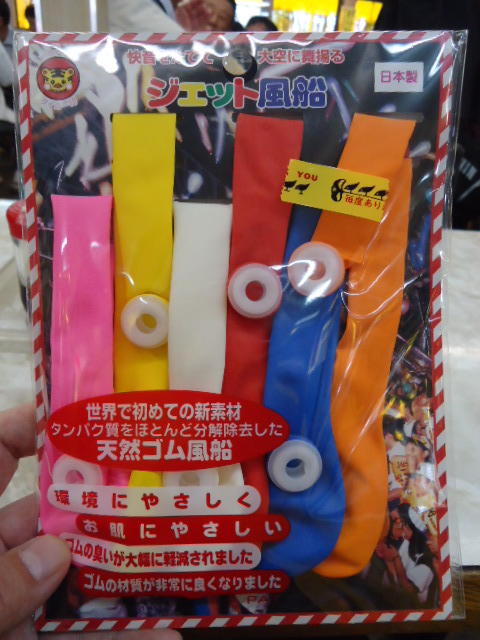 快音 大空に舞揚る
ジェット風船
日本製
YOU
百度あり
世界で初めての新素材
タンパク質をほとんど分解除去した
天然ゴム風船
環境にやさしく
お肌にやさしい
ゴムの臭いが大幅に軽減されました
ゴムの材質が非常に良くなりました